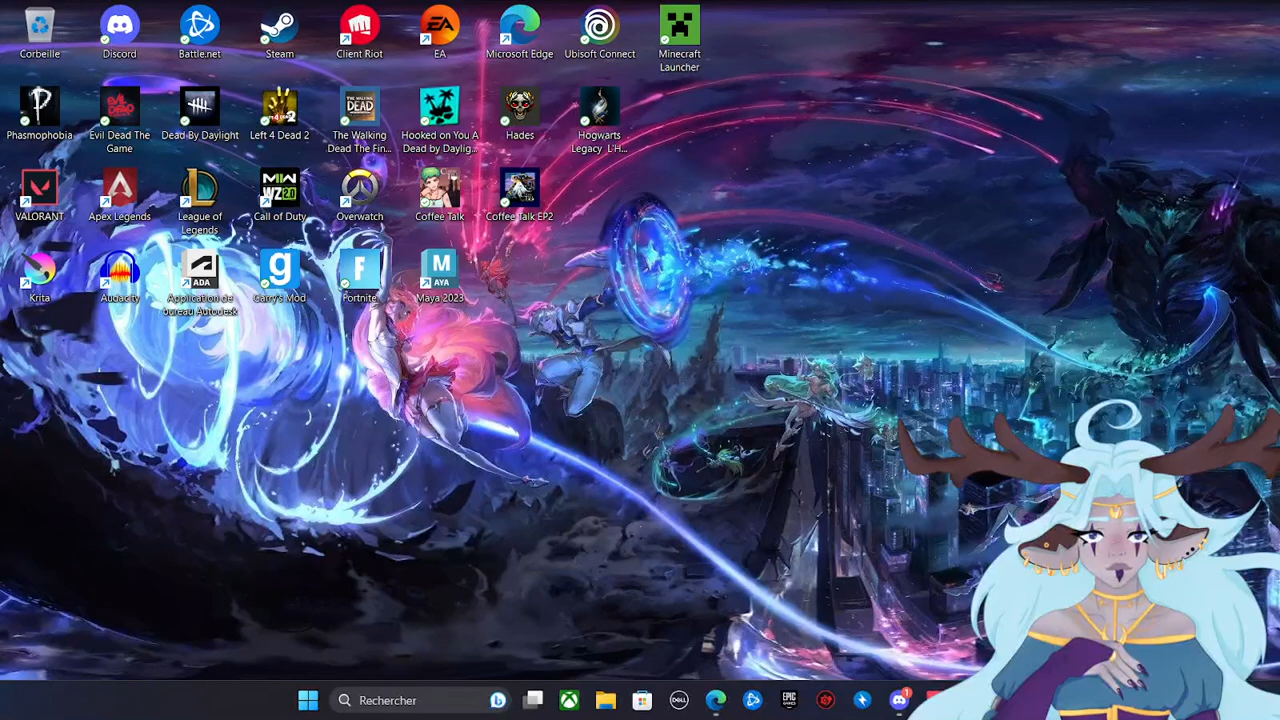 Corbeille
Discord
Battle.net
Steam
Client Riot
EA
Microsoft Edge
Ubisoft Connect
Minecraft
Launcher
Phasmophobia
Evil Dead The
Game
Dead By Daylight
Left 4 Dead 2
The Walking
Dead The Fin...
Hooked on You A
Dead by Daylig...
Hades
Hogwarts
Legacy L'H...
VALORANT
Apex Legends
League of
Legends
Call of Duty
Overwatch
Coffee Talk
Coffee Talk EP2
Krita
Audacity
Application de
bureau Autodesk
Garry's Mod
Fortnite
Maya 2023
Rechercher